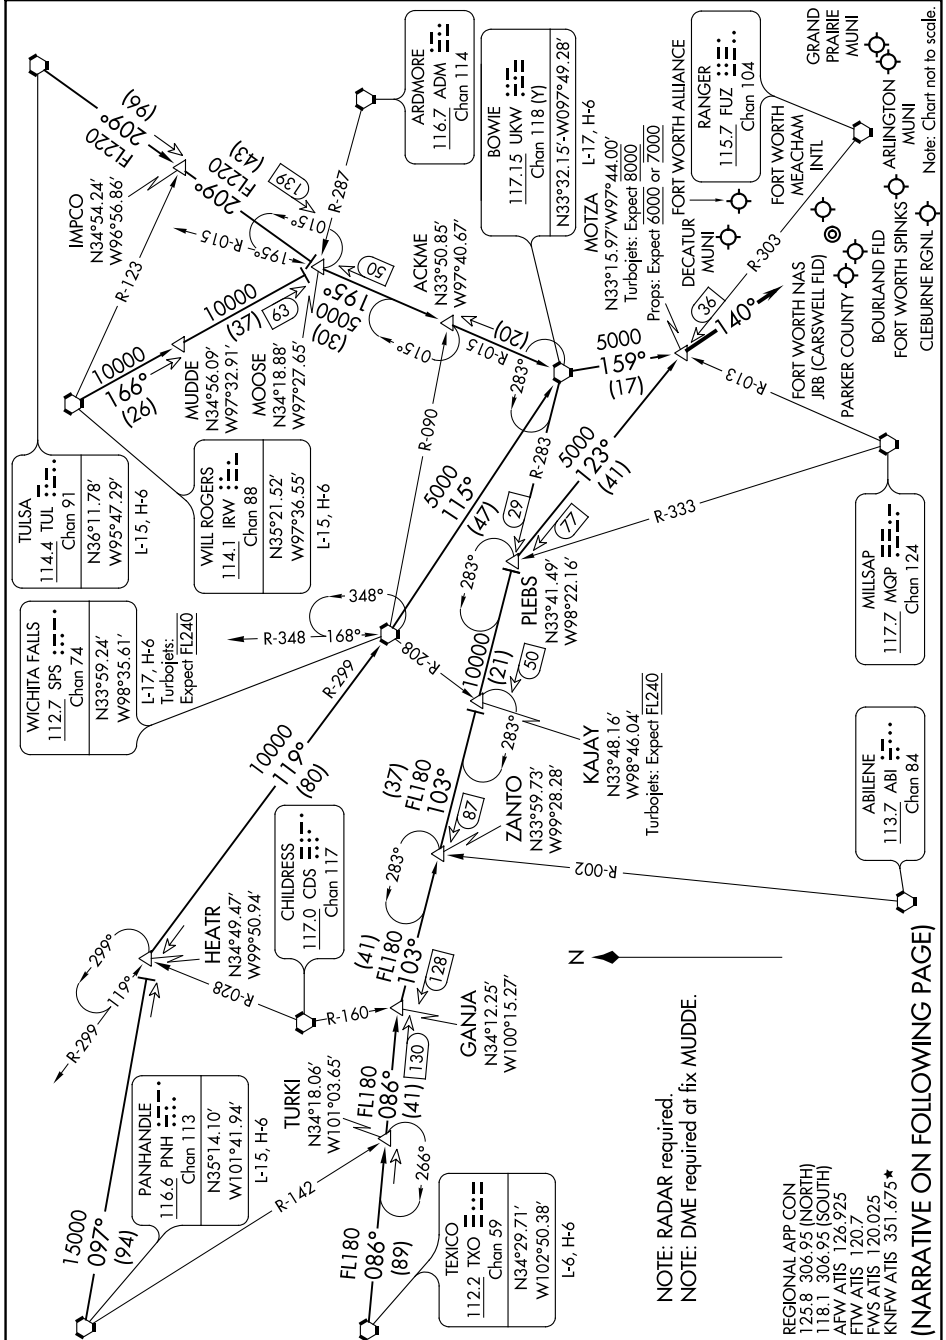 TULSA
114.4 TUL
Chan 91
N36°11.78'
W95°47.29'
L-15, H-6
FL220
209°
(96)
IMPCO
N34°54.24'
W96°56.86'
FL220
209°
(43)
139
R-123
R-015
195°
015°
R-287
ARDMORE
116.7 ADM
Chan 114
WILL ROGERS
114.1 IRW
Chan 88
N35°21.52'
W97°36.55'
L-15, H-6
10000
166°
(26)
MUDDE
N34°56.09'
W97°32.91'
10000
(37)
63
MOOSE
N34°18.88'
W97°27.65'
50
195°
5000
(30)
ACKME
N33°50.85'
W97°40.67'
015°
R-015
(20)
R-090
BOWIE
117.15 UKW
Chan 118 (Y)
N33°32.15'-W097°49.28'
L-17, H-6
283°
5000
159°
(17)
MOTZA
N33°15.97'W97°44.00'
Turbojets: Expect 8000
Props: Expect 6000 or 7000
36
140°
R-303
R-013
RANGER
115.7 FUZ
Chan 104
DECATUR
MUNI
FORT WORTH ALLIANCE
FORT WORTH
MEACHAM
INTL
GRAND
PRAIRIE
MUNI
ARLINGTON
MUNI
FORT WORTH NAS
JRB (CARSWELL FLD)
PARKER COUNTY
BOURLAND FLD
FORT WORTH SPINKS
CLEBURNE RGNL
Note: Chart not to scale.
WICHITA FALLS
112.7 SPS
Chan 74
N33°59.24'
W98°35.61'
L-17, H-6
Turbojets:
Expect FL240
R-348
168°
348°
R-299
R-208
5000
115°
(47)
R-283
29
77
5000
123°
(41)
R-333
283°
PLEBS
N33°41.49'
W98°22.16'
10000
(21)
50
283°
KAJAY
N33°48.16'
W98°46.04'
Turbojets: Expect FL240
MILLSAP
117.7 MQP
Chan 124
10000
119°
(80)
(37)
FL180
103°
87
ZANTO
N33°59.73'
W99°28.28'
283°
R-002
ABILENE
113.7 ABI
Chan 84
HEATR
N34°49.47'
W99°50.94'
299°
119°
R-299
R-028
CHILDRESS
117.0 CDS
Chan 117
R-160
(41)
FL180
103°
128
GANJA
N34°12.25'
W100°15.27'
PANHANDLE
116.6 PNH
Chan 113
N35°14.10'
W101°41.94'
L-15, H-6
15000
097°
(94)
R-142
TURKI
N34°18.06'
W101°03.65'
FL180
086°
(41)
130
266°
FL180
086°
(89)
TEXICO
112.2 TXO
Chan 59
N34°29.71'
W102°50.38'
L-6, H-6
N
NOTE: RADAR required.
NOTE: DME required at fix MUDDE.
REGIONAL APP CON
125.8 306.95 (NORTH)
118.1 306.95 (SOUTH)
AFW ATIS 126.925
FTW ATIS 120.7
FWS ATIS 120.025
KNFW ATIS 351.675★
(NARRATIVE ON FOLLOWING PAGE)